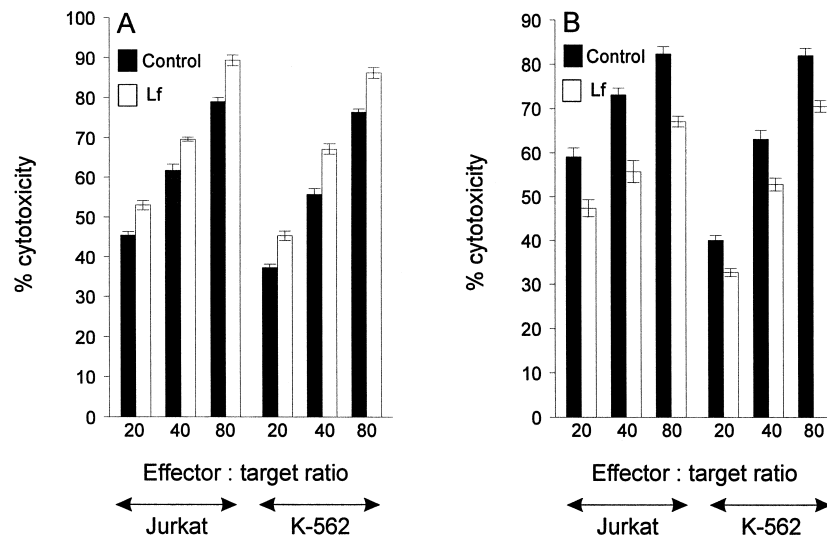 A
Control
Lf
100
90
80
70
60
50
40
30
20
10
0
% cytotoxicity
20 40 80 20 40 80
Effector : target ratio
Jurkat K-562
B
Control
Lf
90
80
70
60
50
40
30
20
10
0
% cytotoxicity
20 40 80 20 40 80
Effector : target ratio
Jurkat K-562